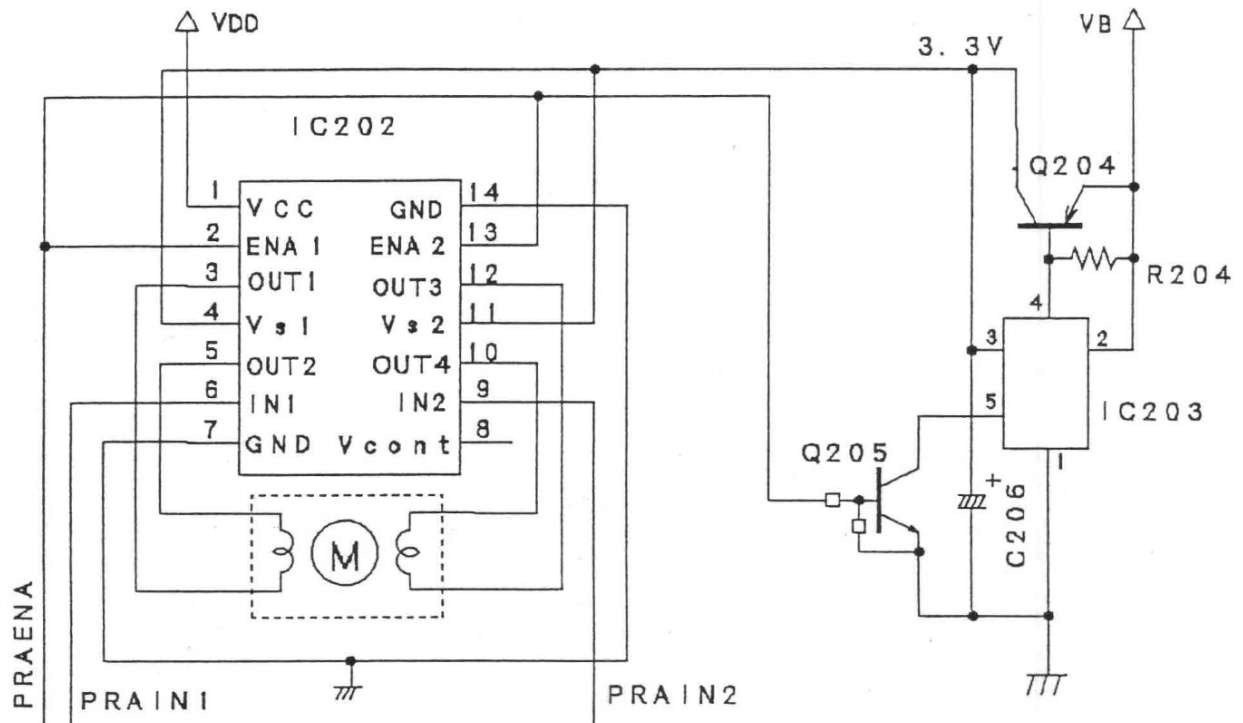 VDD
3. 3V
VB
IC202
Q204
1
VCC
GND
14
2
ENA1
ENA2
13
3
OUT1
OUT3
12
4
Vs1
Vs2
11
5
OUT2
OUT4
10
6
IN1
IN2
9
7
GND
Vcont
8
R204
4
3
2
5
IC203
1
Q205
+
C206
M
PRAENA
PRAIN1
PRAIN2